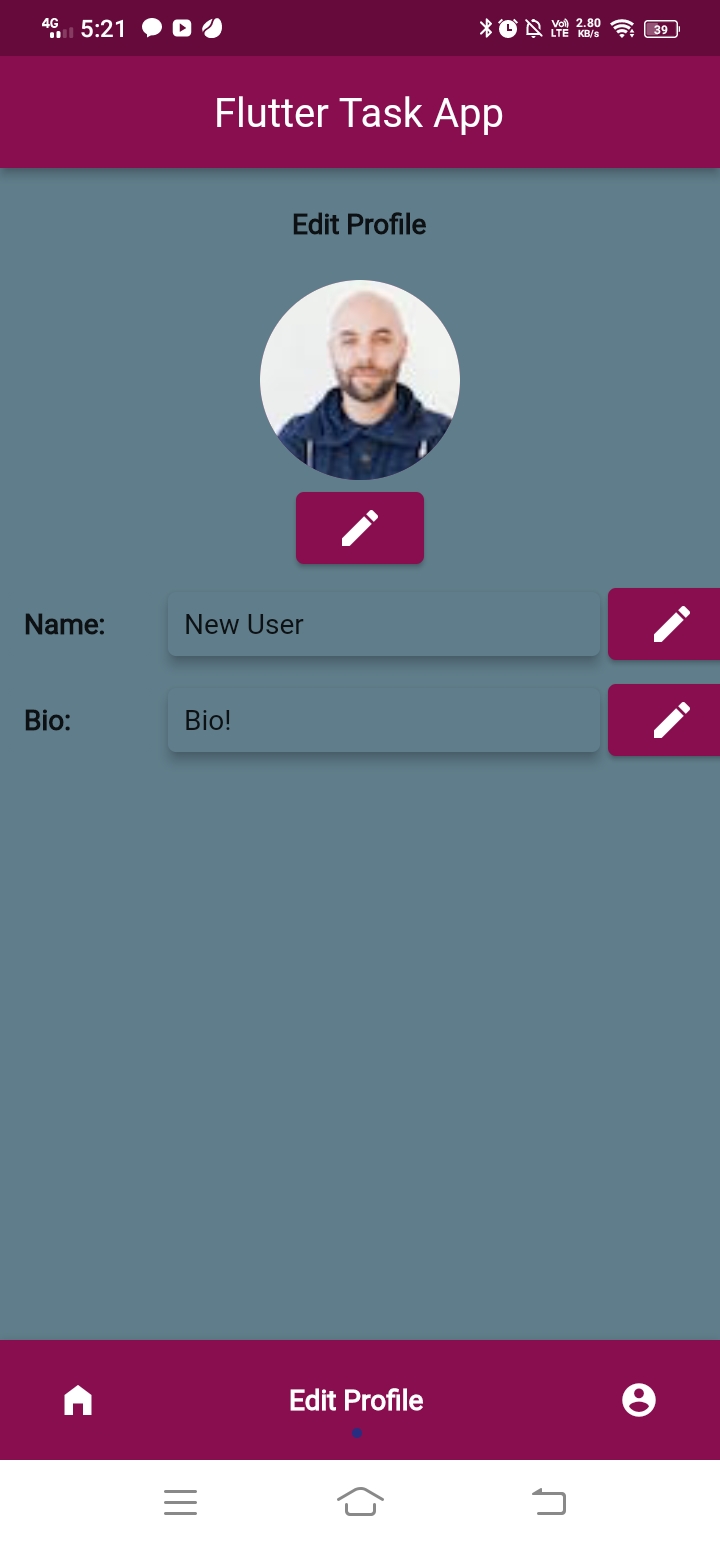 4G 5:21 Vo) LTE 2.80 KB/s 39
Flutter Task App
Edit Profile
Name: New User
Bio: Bio!
Edit Profile